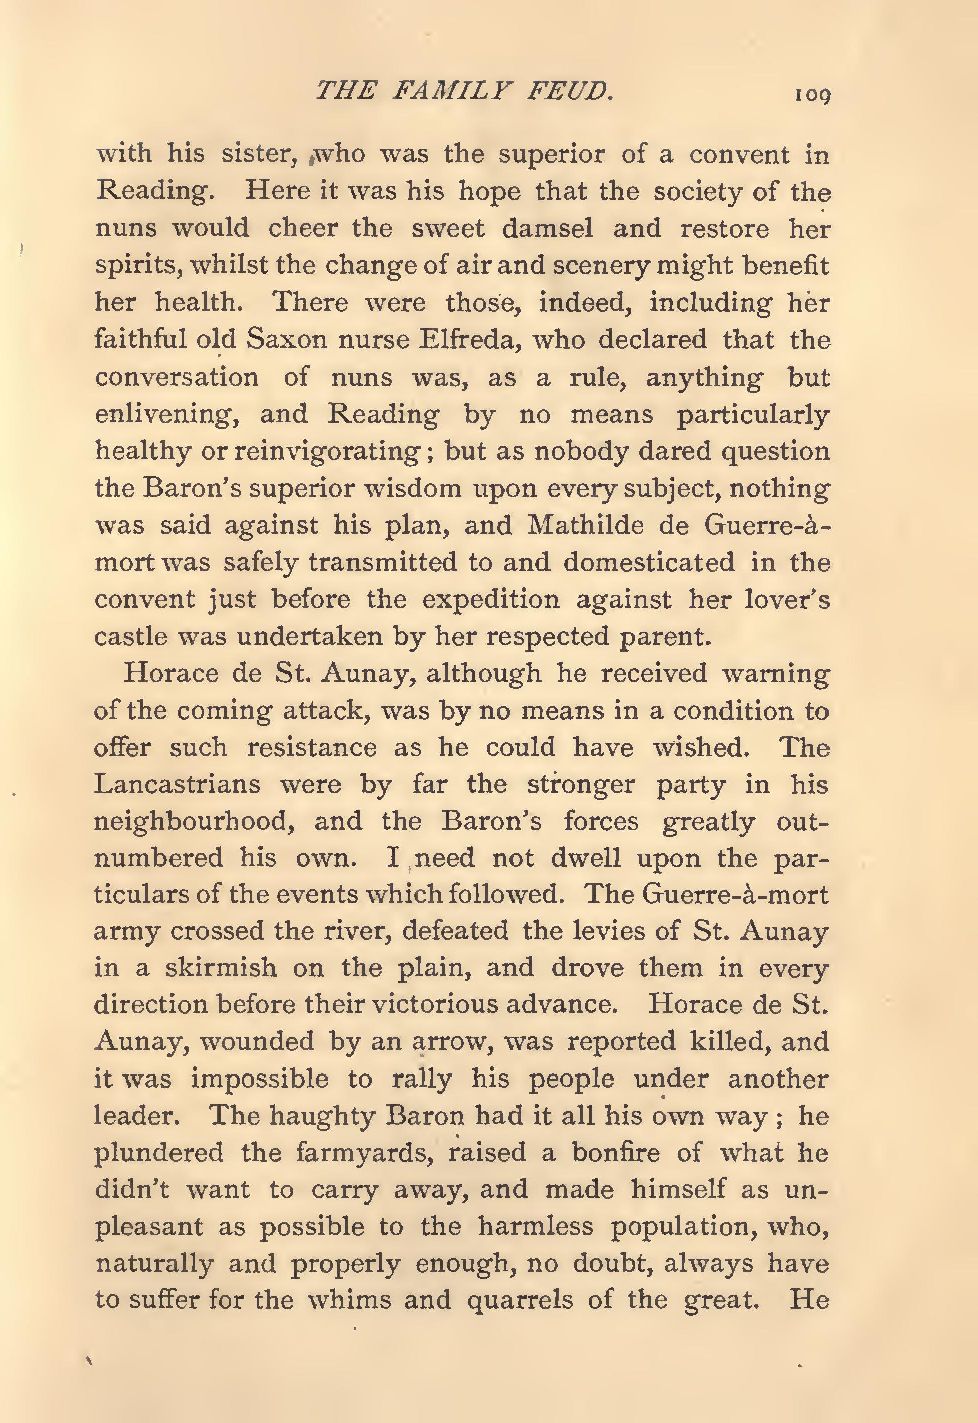 THE FAMILY FEUD. 109
with his sister, who was the superior of a convent in
Reading. Here it was his hope that the society of the
nuns would cheer the sweet damsel and restore her
spirits, whilst the change of air and scenery might benefit
her health. There were those, indeed, including her
faithful old Saxon nurse Elfreda, who declared that the
conversation of nuns was, as a rule, anything but
enlivening, and Reading by no means particularly
healthy or reinvigorating; but as nobody dared question
the Baron's superior wisdom upon every subject, nothing
was said against his plan, and Mathilde de Guerre-à-
mort was safely transmitted to and domesticated in the
convent just before the expedition against her lover's
castle was undertaken by her respected parent.
Horace de St. Aunay, although he received warning
of the coming attack, was by no means in a condition to
offer such resistance as he could have wished. The
Lancastrians were by far the stronger party in his
neighbourhood, and the Baron's forces greatly out-
numbered his own. I need not dwell upon the par-
ticulars of the events which followed. The Guerre-à-mort
army crossed the river, defeated the levies of St. Aunay
in a skirmish on the plain, and drove them in every
direction before their victorious advance. Horace de St.
Aunay, wounded by an arrow, was reported killed, and
it was impossible to rally his people under another
leader. The haughty Baron had it all his own way; he
plundered the farmyards, raised a bonfire of what he
didn't want to carry away, and made himself as un-
pleasant as possible to the harmless population, who,
naturally and properly enough, no doubt, always have
to suffer for the whims and quarrels of the great. He